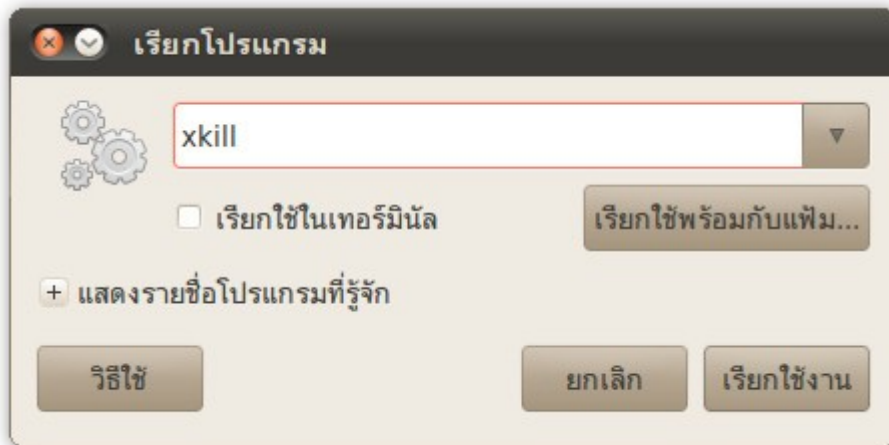 เรียกโปรแกรม
xkill
เรียกใช้ในเทอร์มินัล
เรียกใช้พร้อมกับแฟ้ม...
แสดงรายชื่อโปรแกรมที่รู้จัก
วิธีใช้
ยกเลิก
เรียกใช้งาน